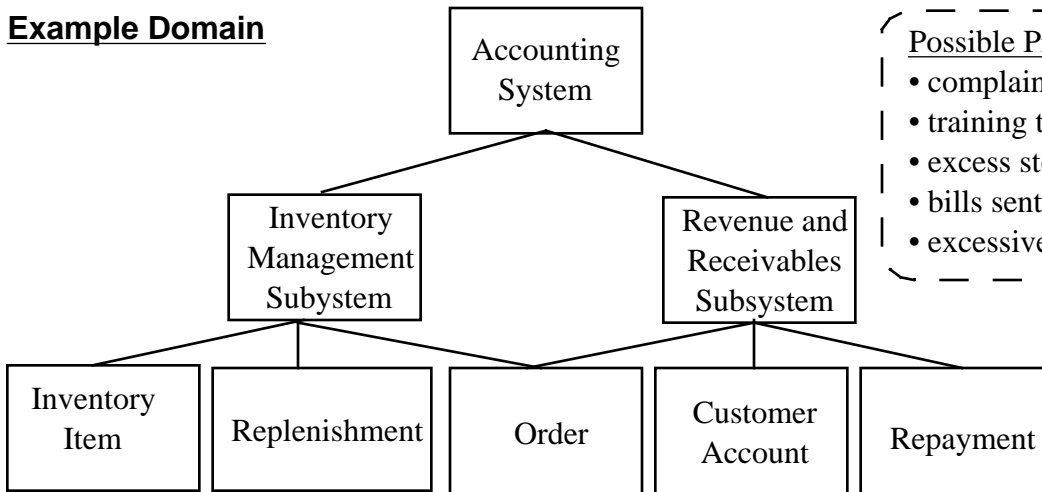 Example Domain
Accounting
System
Possible
• complain
• training
• excess
• bills sent
• excessive
Inventory
Management
Subystem
Revenue and
Receivables
Subsystem
Inventory
Item
Replenishment
Order
Customer
Account
Repayment